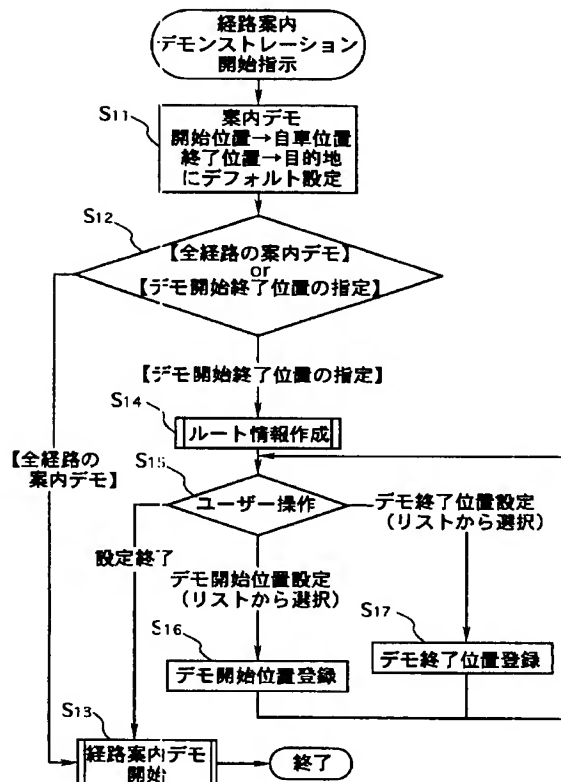 経路案内
デモンストレーション
開始指示
S11
案内デモ
開始位置→自車位置
終了位置→目的地
にデフォルト設定
S12
【全経路の案内デモ】
or
【デモ開始終了位置の指定】
【デモ開始終了位置の指定】
S14
ルート情報作成
【全経路の
案内デモ】
S15
ユーザー操作
デモ終了位置設定
(リストから選択)
設定終了
デモ開始位置設定
(リストから選択)
S16
デモ開始位置登録
S17
デモ終了位置登録
S13
経路案内デモ
開始
終了